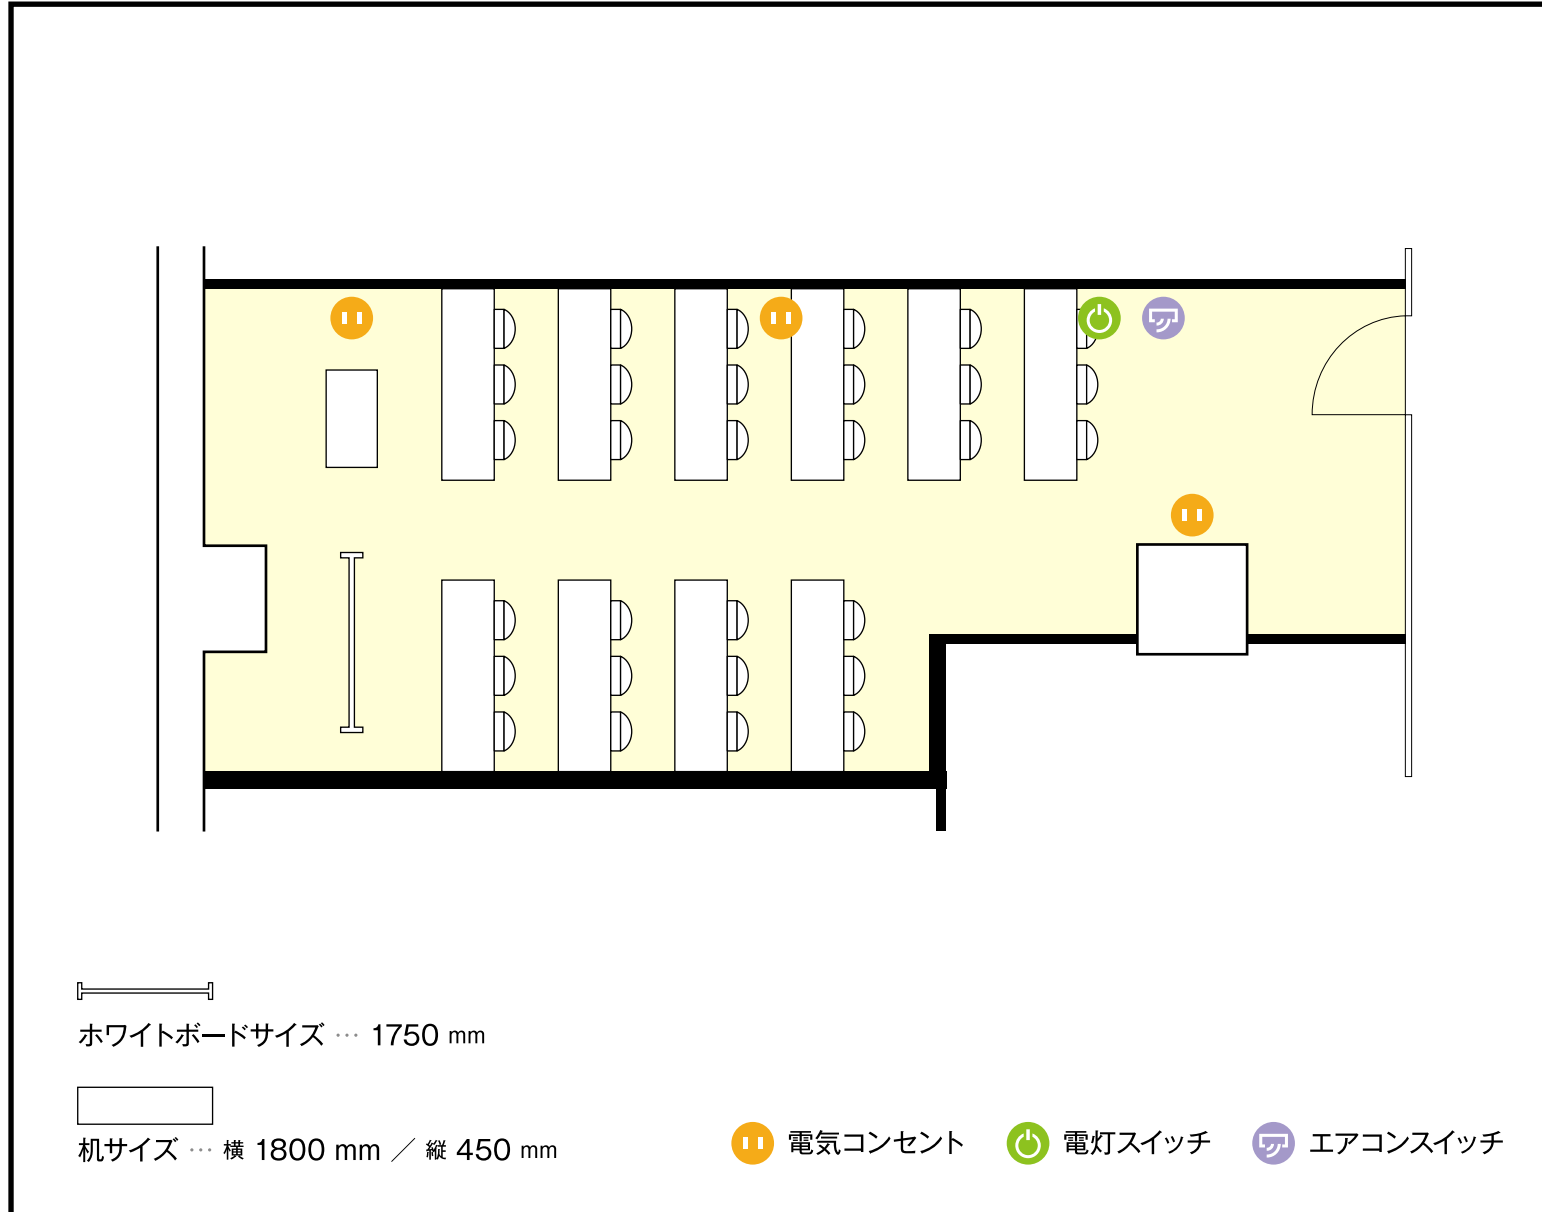 ホワイトボードサイズ … 1750 mm
机サイズ … 横 1800 mm ／ 縦 450 mm
電気コンセント
電灯スイッチ
エアコンスイッチ